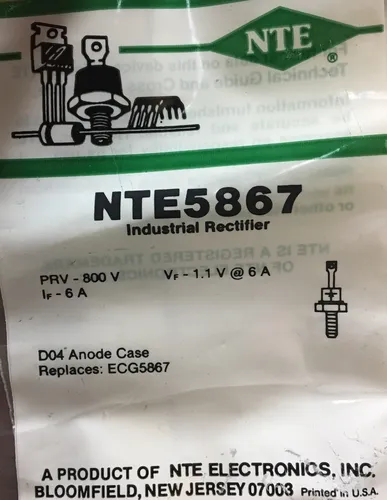 NTE
®
NTE5867
Industrial Rectifier
PRV - 800 V VF - 1.1 V @ 6 A
IF - 6 A
D04 Anode Case
Replaces: ECG5867
A PRODUCT OF NTE ELECTRONICS, INC.
BLOOMFIELD, NEW JERSEY 07003 Printed in U.S.A.